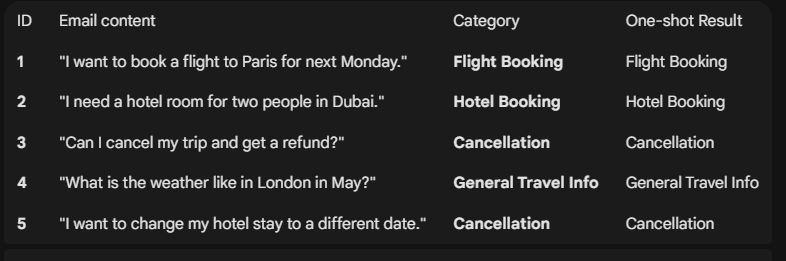 ID Email content Category One-shot Result
1 "I want to book a flight to Paris for next Monday." Flight Booking Flight Booking
2 "I need a hotel room for two people in Dubai." Hotel Booking Hotel Booking
3 "Can I cancel my trip and get a refund?" Cancellation Cancellation
4 "What is the weather like in London in May?" General Travel Info General Travel Info
5 "I want to change my hotel stay to a different date." Cancellation Cancellation